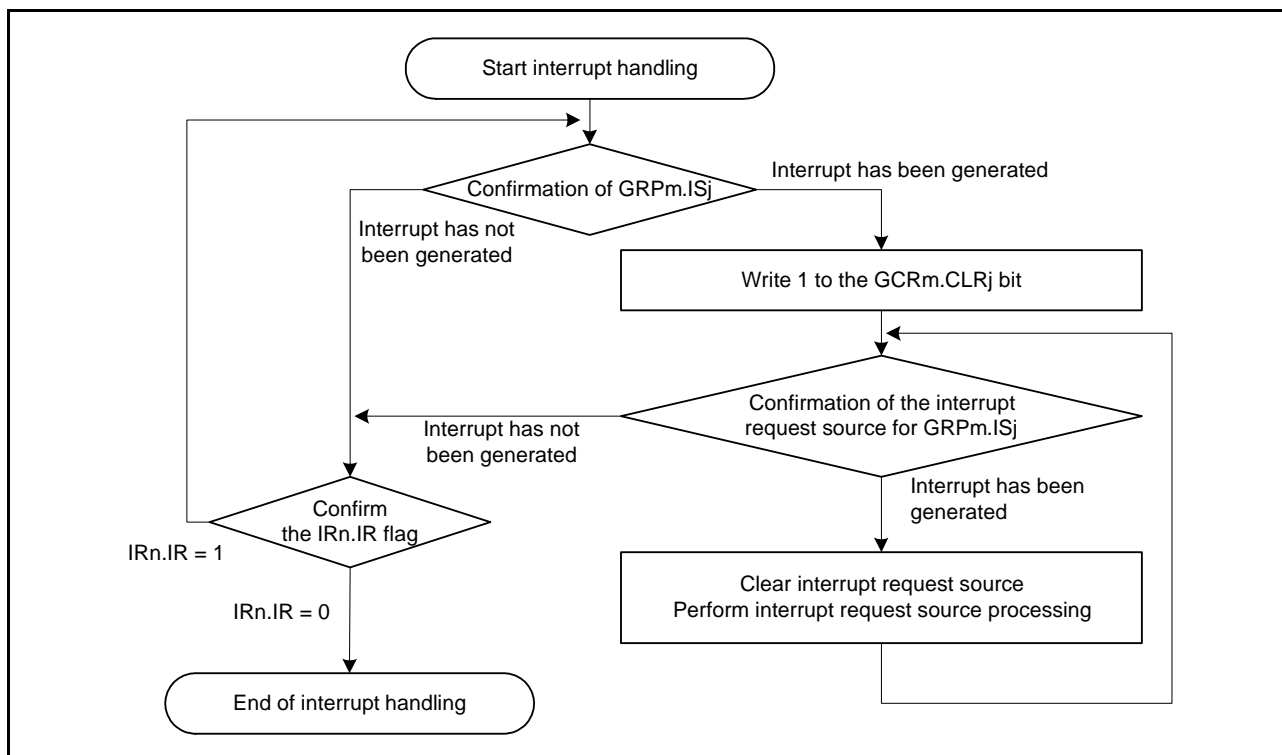 Start interrupt handling
Confirmation of GRPm.ISj
Interrupt has been generated
Interrupt has not
been generated
Write 1 to the GCRm.CLRj bit
Confirmation of the interrupt
request source for GRPm.ISj
Interrupt has not
been generated
Interrupt has been
generated
Confirm
the IRn.IR flag
IRn.IR = 1
IRn.IR = 0
Clear interrupt request source
Perform interrupt request source processing
End of interrupt handling